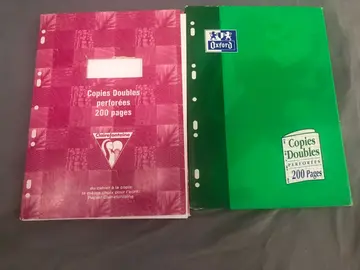 Copies Doubles
perforées
200 pages
Clairefontaine
OXFORD
Copies
Doubles
PERFORÉES
200 Pages